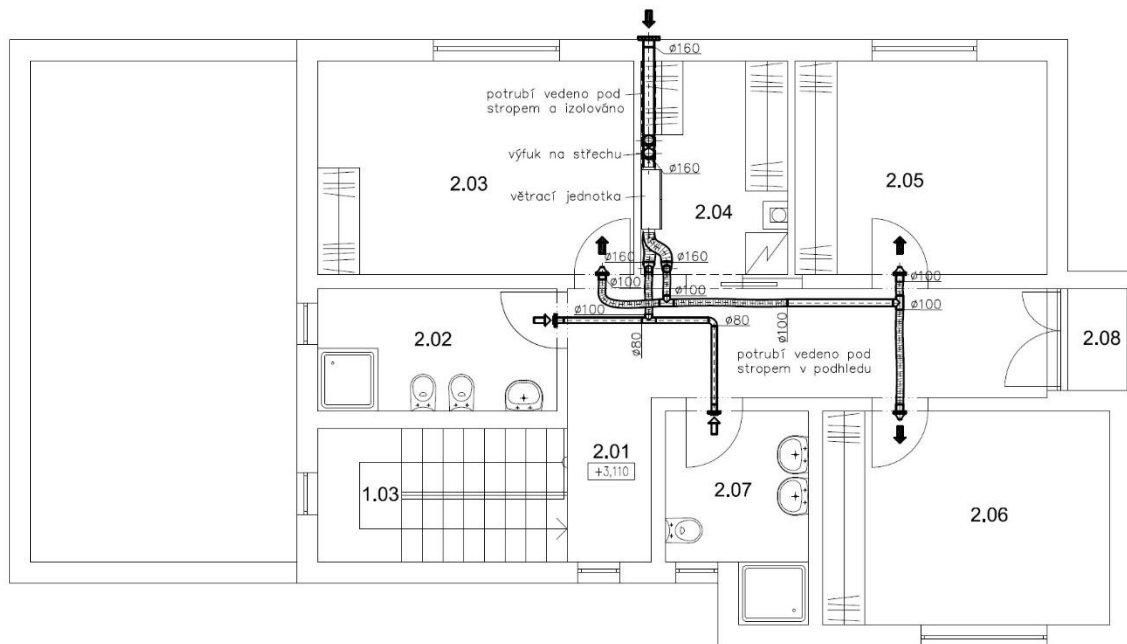 ø160
potrubí vedeno pod
stropem a izolováno
výfuk na střechu
ø160
větrací jednotka
2.03
2.04
2.05
ø160
ø160
ø100
ø100
ø100
ø100
ø100
ø80
ø80
2.02
potrubí vedeno pod
stropem v podhledu
2.08
2.01
+3,110
1.03
2.07
2.06